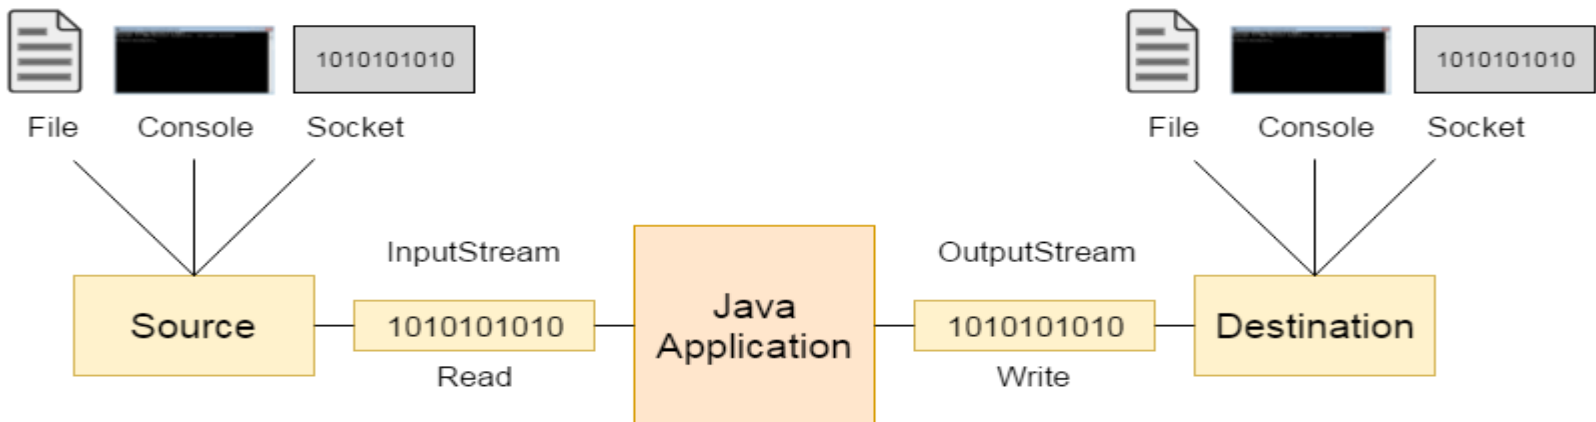 1010101010
1010101010
File Console Socket
File Console Socket
InputStream
OutputStream
Source
1010101010
Java
Application
1010101010
Destination
Read
Write